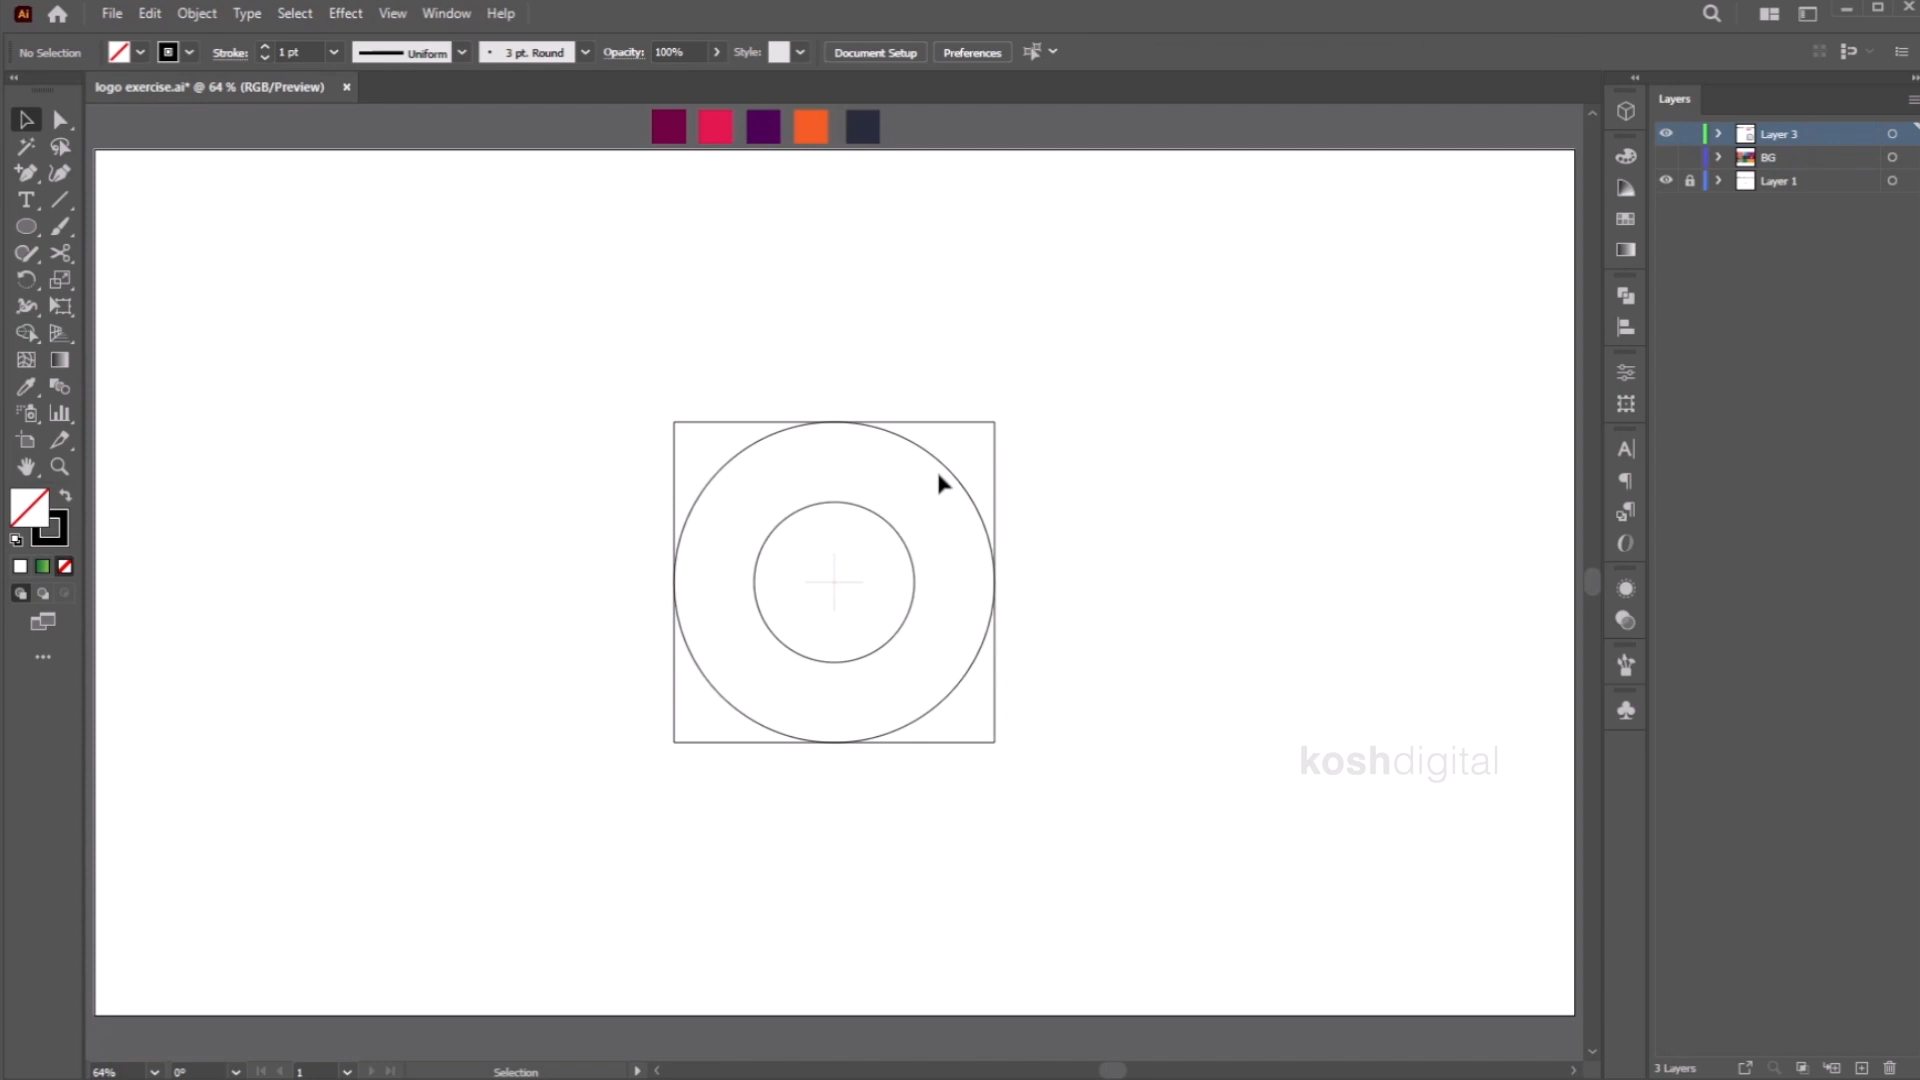 Ai File Edit Object Type Select Effect View Window Help
No Selection Stroke: 1 pt Uniform 3 pt. Round Opacity: 100% Style: Document Setup Preferences
logo exercise.ai* @ 64 % (RGB/Preview)
Layers
Layer 3
BG
Layer 1
koshdigital
64% 0° 1 Selection
3 Layers